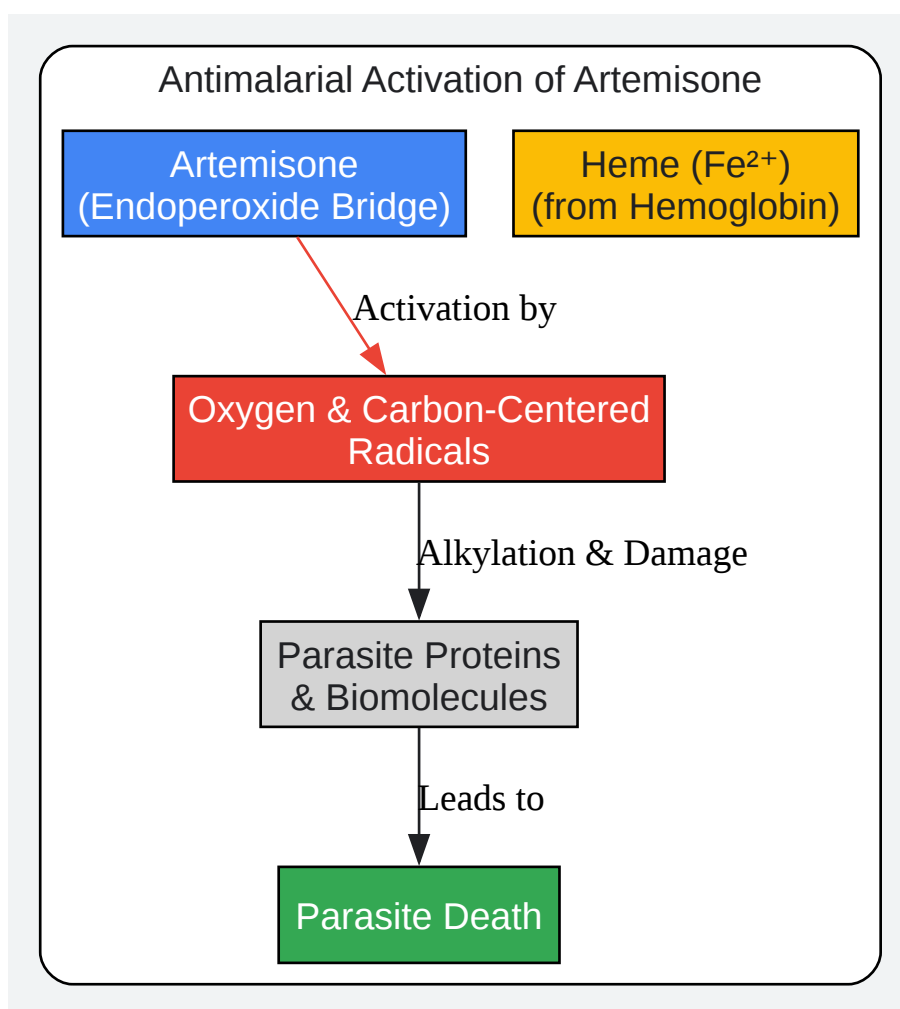 Antimalarial Activation of Artemisone
Artemisone
(Endoperoxide Bridge)
Heme (Fe²⁺)
(from Hemoglobin)
Activation by
Oxygen & Carbon-Centered
Radicals
Alkylation & Damage
Parasite Proteins
& Biomolecules
Leads to
Parasite Death